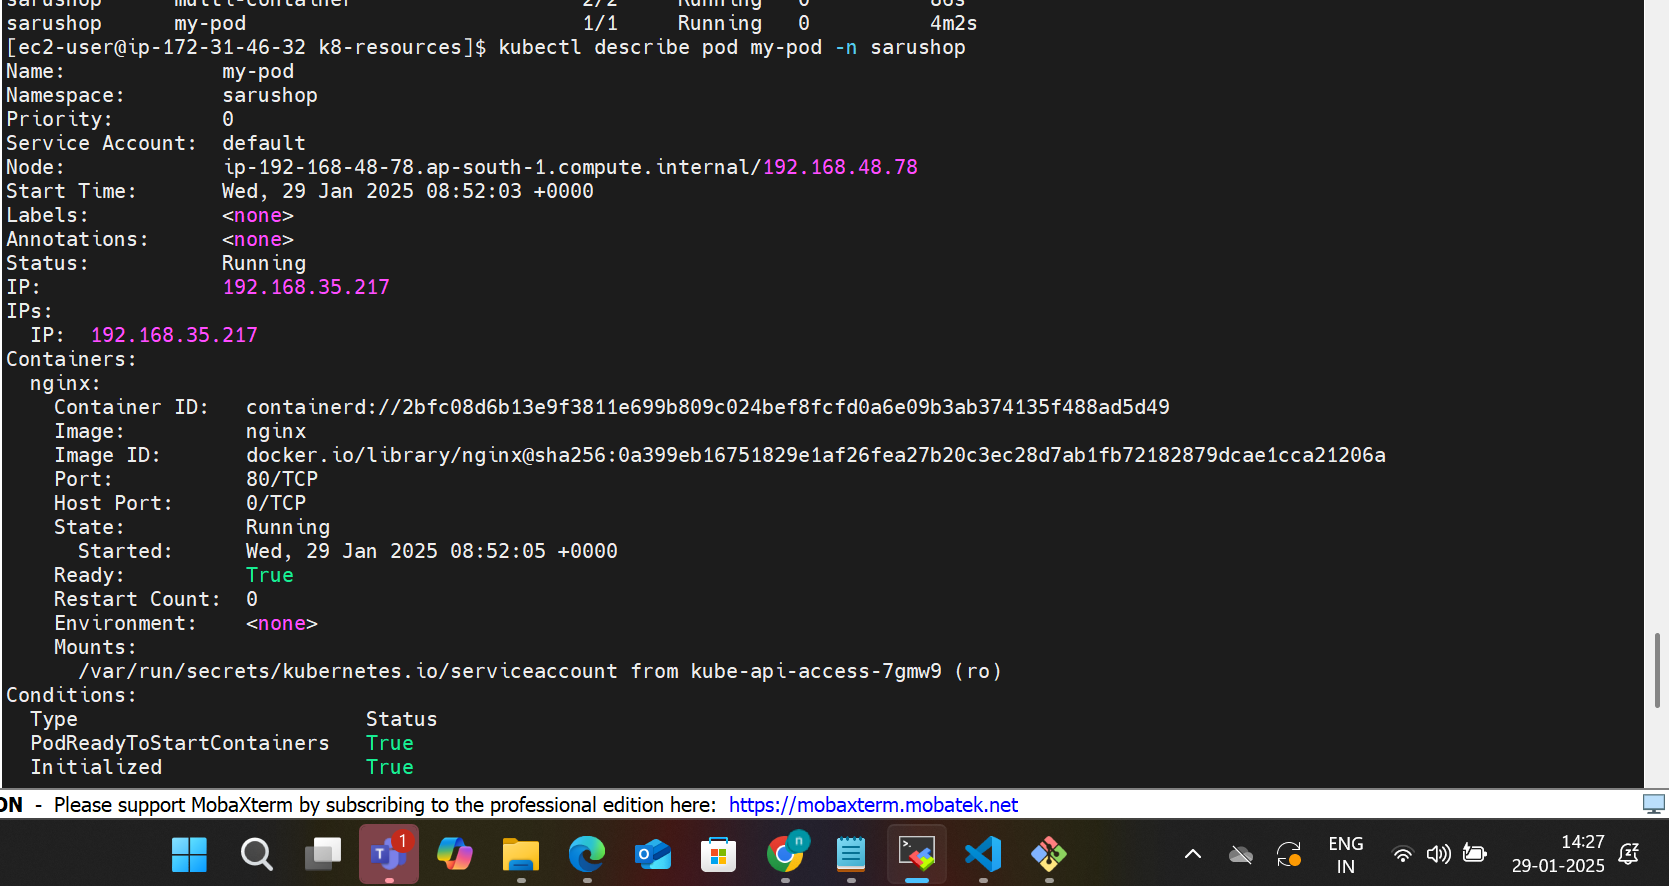 sarushop multi-container 2/2 Running 0 86s
sarushop my-pod 1/1 Running 0 4m2s
[ec2-user@ip-172-31-46-32 k8-resources]$ kubectl describe pod my-pod -n sarushop
Name: my-pod
Namespace: sarushop
Priority: 0
Service Account: default
Node: ip-192-168-48-78.ap-south-1.compute.internal/192.168.48.78
Start Time: Wed, 29 Jan 2025 08:52:03 +0000
Labels: <none>
Annotations: <none>
Status: Running
IP: 192.168.35.217
IPs:
IP: 192.168.35.217
Containers:
nginx:
Container ID: containerd://2bfc08d6b13e9f3811e699b809c024bef8fcfd0a6e09b3ab374135f488ad5d49
Image: nginx
Image ID: docker.io/library/nginx@sha256:0a399eb16751829e1af26fea27b20c3ec28d7ab1fb72182879dcae1cca21206a
Port: 80/TCP
Host Port: 0/TCP
State: Running
Started: Wed, 29 Jan 2025 08:52:05 +0000
Ready: True
Restart Count: 0
Environment: <none>
Mounts:
/var/run/secrets/kubernetes.io/serviceaccount from kube-api-access-7gmw9 (ro)
Conditions:
Type Status
PodReadyToStartContainers True
Initialized True
ON - Please support MobaXterm by subscribing to the professional edition here: https://mobaxterm.mobatek.net
1
n
ENG
IN
14:27
29-01-2025